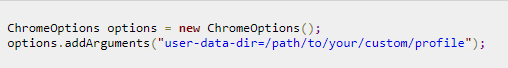 ChromeOptions options = new ChromeOptions();
options.addArguments("user-data-dir=/path/to/your/custom/profile");